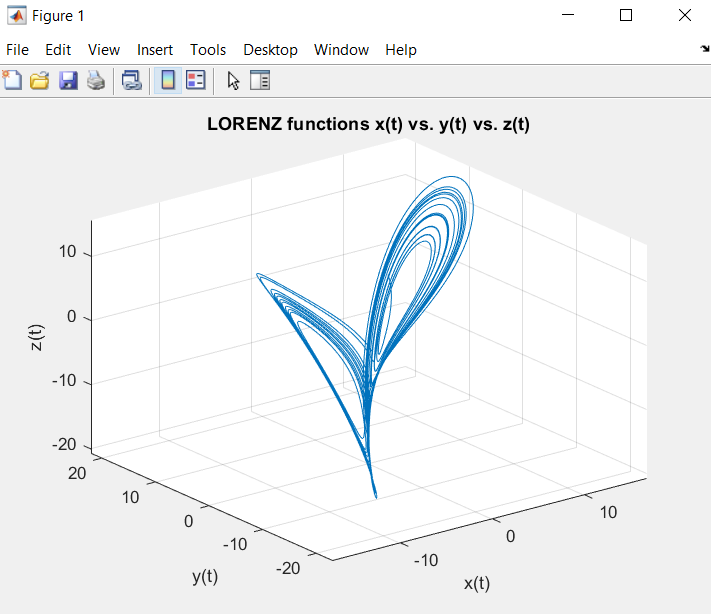 Figure 1
File Edit View Insert Tools Desktop Window Help
LORENZ functions x(t) vs. y(t) vs. z(t)
10
0
-10
-20
z(t)
20
10
0
-10
-20
y(t)
-10
0
10
x(t)